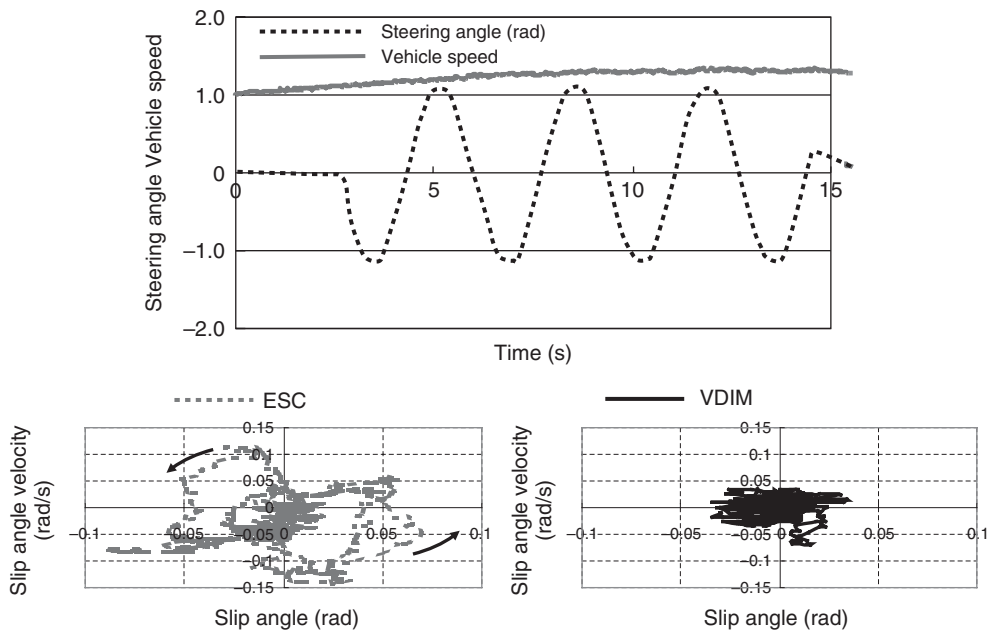 2.0
Steering angle (rad)
Vehicle speed
1.0
0
–1.0
–2.0
0
5
10
15
Steering angle Vehicle speed
Time (s)
ESC
Slip angle velocity
(rad/s)
0.15
0.1
0.05
0
–0.05
–0.1
–0.15
–0.1
–0.05
0
0.05
0.1
Slip angle (rad)
VDIM
Slip angle velocity
(rad/s)
0.15
0.1
0.05
0
–0.05
–0.1
–0.15
–0.1
–0.05
0
0.05
0.1
Slip angle (rad)